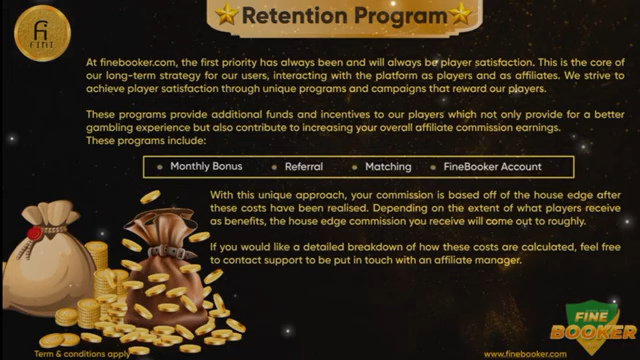 Retention Program
FINI
At finebooker.com, the first priority has always been and will always be player satisfaction. This is the core of
our long-term strategy for our users, interacting with the platform as players and as affiliates. We strive to
achieve player satisfaction through unique programs and campaigns that reward our players.
These programs provide additional funds and incentives to our players which not only provide for a better
gambling experience but also contribute to increasing your overall affiliate commission earnings.
These programs include:
Monthly Bonus Referral Matching FineBooker Account
With this unique approach, your commission is based off of the house edge after
these costs have been realised. Depending on the extent of what players receive
as benefits, the house edge commission you receive will come out to roughly.
If you would like a detailed breakdown of how these costs are calculated, feel free
to contact support to be put in touch with an affiliate manager.
FINE
BOOKER
Term & conditions apply
www.finebooker.com